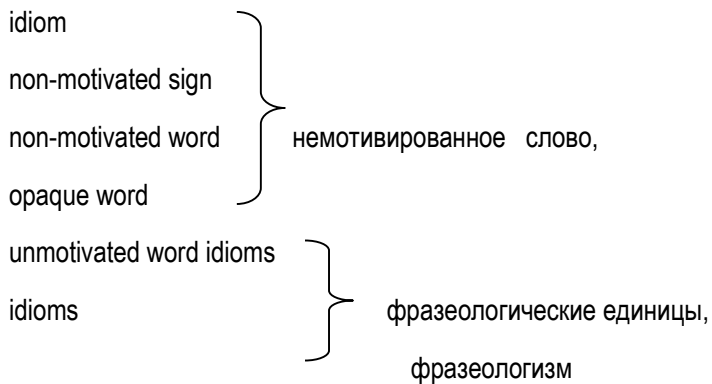 idiom
non-motivated sign
non-motivated word немотивированное слово,
opaque word
unmotivated word idioms
idioms фразеологические единицы,
фразеологизм